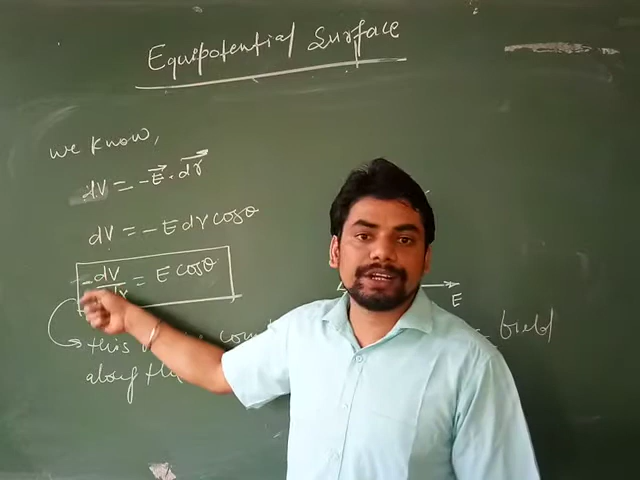 Equipotential Surface
we know,
dV = -E⃗ . dr⃗
dV = -E dr cosθ
-dV/dr = E cosθ
E
this field
along